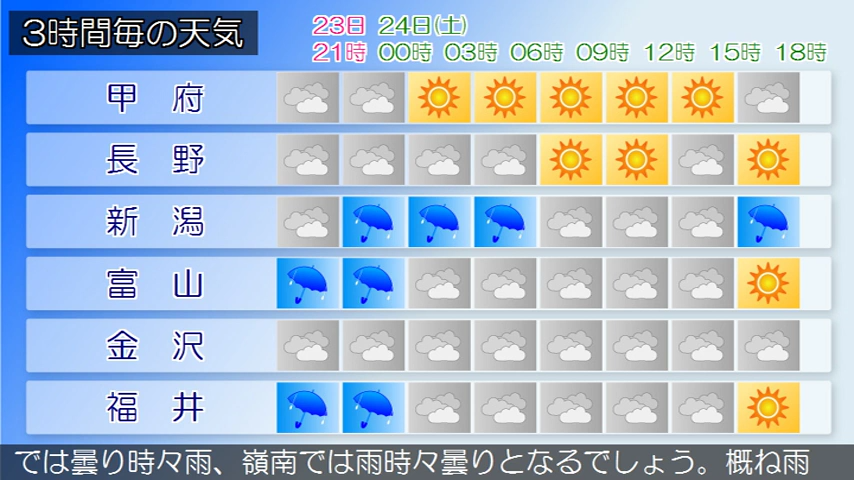 3時間毎の天気
23日 24日(土)
21時 00時 03時 06時 09時 12時 15時 18時
甲府
長野
新潟
富山
金沢
福井
では曇り時々雨、嶺南では雨時々曇りとなるでしょう。概ね雨